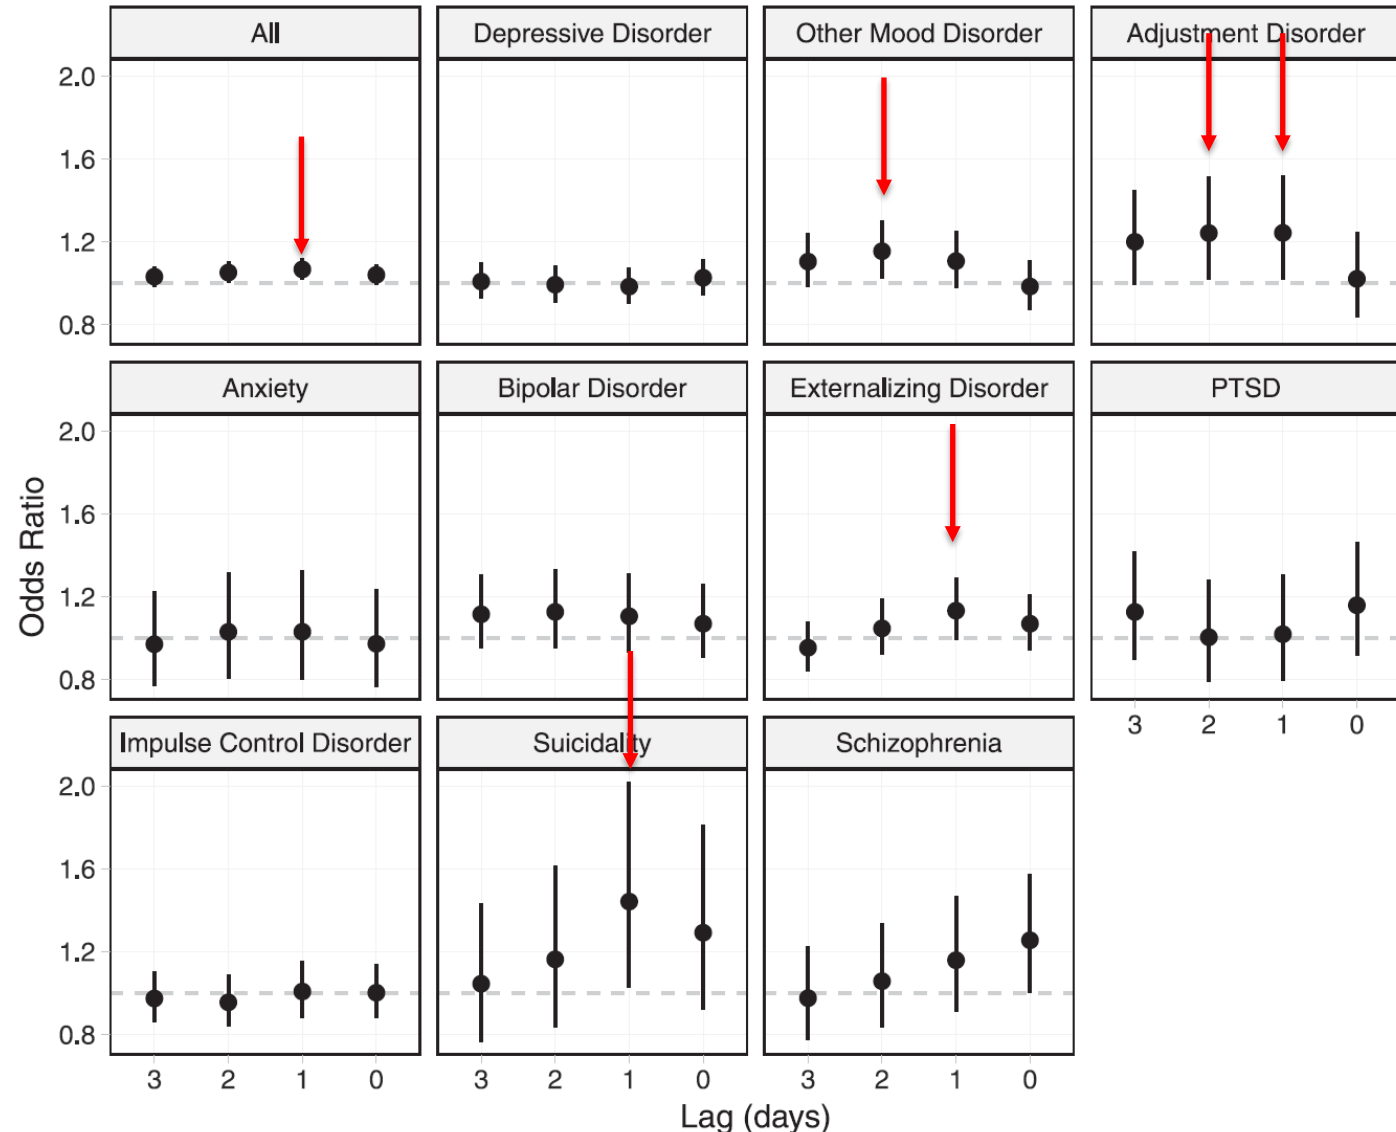 All
Depressive Disorder
Other Mood Disorder
Adjustment Disorder
2.0
1.6
1.2
0.8
Anxiety
Bipolar Disorder
Externalizing Disorder
PTSD
2.0
1.6
1.2
0.8
Odds Ratio
3 2 1 0
Impulse Control Disorder
Suicidality
Schizophrenia
2.0
1.6
1.2
0.8
3 2 1 0
3 2 1 0
3 2 1 0
Lag (days)